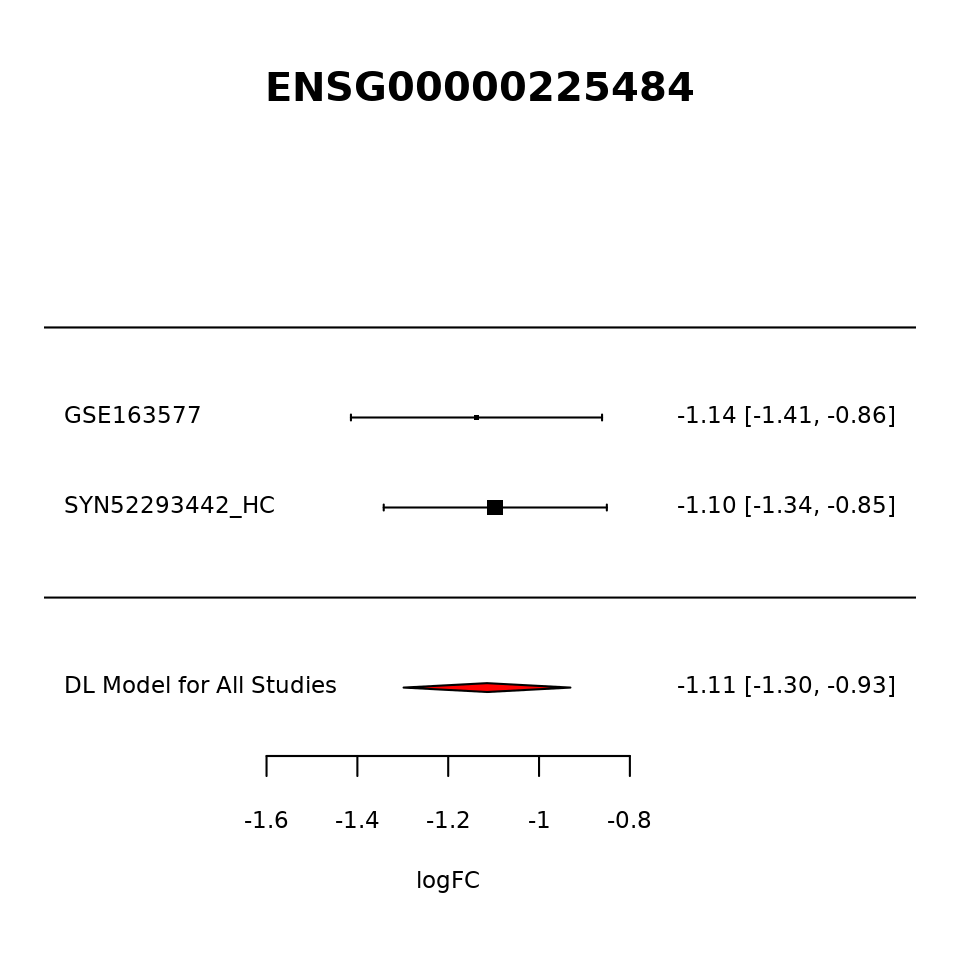 ENSG00000225484
GSE163577 -1.14 [-1.41, -0.86]
SYN52293442_HC -1.10 [-1.34, -0.85]
DL Model for All Studies -1.11 [-1.30, -0.93]
-1.6 -1.4 -1.2 -1 -0.8
logFC